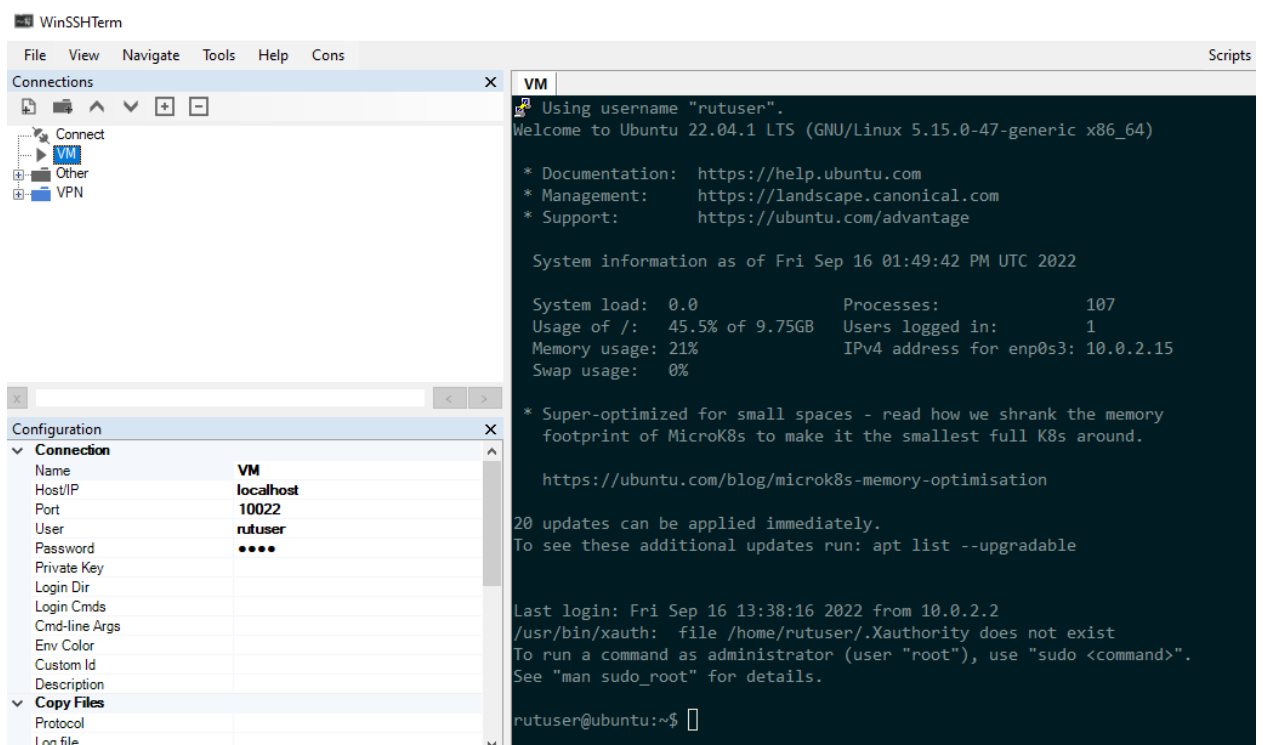 WinSSHTerm
File View Navigate Tools Help Cons Scripts
Connections
Connect
VM
Other
VPN
Configuration
Connection
Name VM
Host/IP localhost
Port 10022
User rutuser
Password ●●●●
Private Key
Login Dir
Login Cmds
Cmd-line Args
Env Color
Custom Id
Description
Copy Files
Protocol
Log file
VM
Using username "rutuser".
Welcome to Ubuntu 22.04.1 LTS (GNU/Linux 5.15.0-47-generic x86_64)
* Documentation: https://help.ubuntu.com
* Management: https://landscape.canonical.com
* Support: https://ubuntu.com/advantage
System information as of Fri Sep 16 01:49:42 PM UTC 2022
System load: 0.0 Processes: 107
Usage of /: 45.5% of 9.75GB Users logged in: 1
Memory usage: 21% IPv4 address for enp0s3: 10.0.2.15
Swap usage: 0%
* Super-optimized for small spaces - read how we shrank the memory
footprint of MicroK8s to make it the smallest full K8s around.
https://ubuntu.com/blog/microk8s-memory-optimisation
20 updates can be applied immediately.
To see these additional updates run: apt list --upgradable
Last login: Fri Sep 16 13:38:16 2022 from 10.0.2.2
/usr/bin/xauth: file /home/rutuser/.Xauthority does not exist
To run a command as administrator (user "root"), use "sudo <command>".
See "man sudo_root" for details.
rutuser@ubuntu:~$